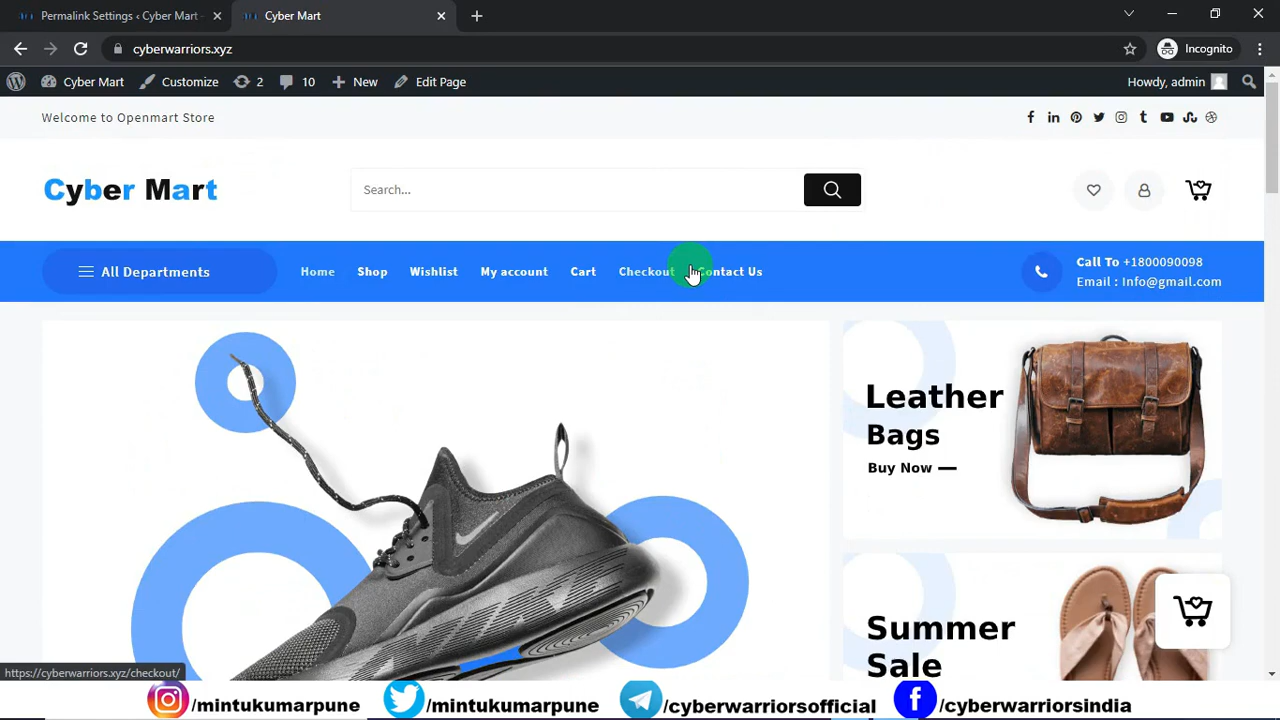 Permalink Settings ‹ Cyber Mart
Cyber Mart
cyberwarriors.xyz
Incognito
Cyber Mart
Customize
2
10
New
Edit Page
Howdy, admin
Welcome to Openmart Store
Cyber Mart
Search...
All Departments
Home
Shop
Wishlist
My account
Cart
Checkout
Contact Us
Call To +1800090098
Email : Info@gmail.com
Leather
Bags
Buy Now
Summer
Sale
https://cyberwarriors.xyz/checkout/
/mintukumarpune
/mintukumarpune
/cyberwarriorsofficial
/cyberwarriorsindia